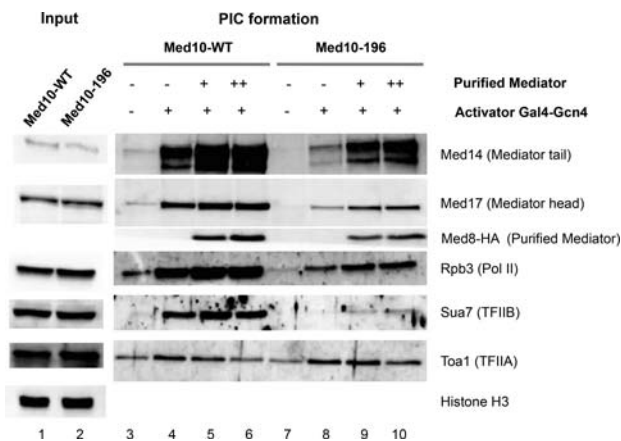 Input PIC formation
Med10-WT Med10-196
Med10-WT Med10-196
- - + ++ - - + ++ Purified Mediator
- + + + - + + + Activator Gal4-Gcn4
Med14 (Mediator tail)
Med17 (Mediator head)
Med8-HA (Purified Mediator)
Rpb3 (Pol II)
Sua7 (TFIIB)
Toa1 (TFIIA)
Histone H3
1 2 3 4 5 6 7 8 9 10